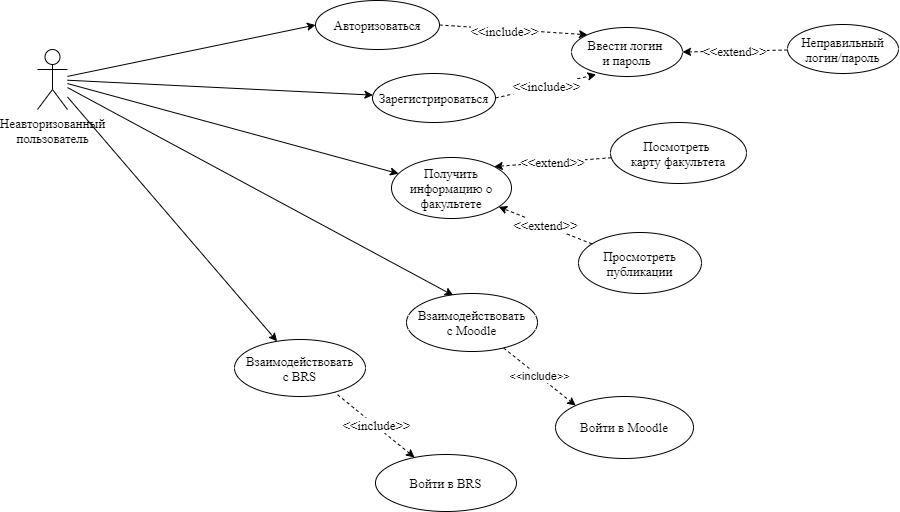 Авторизоваться
<<include>>
Ввести логин
и пароль
<<extend>>
Неправильный
логин/пароль
Неавторизованный
пользователь
Зарегистрироваться
<<include>>
Получить
информацию о
факультете
<<extend>>
Посмотреть
карту факультета
<<extend>>
Просмотреть
публикации
Взаимодействовать
с Moodle
<<include>>
Войти в Moodle
Взаимодействовать
с BRS
<<include>>
Войти в BRS